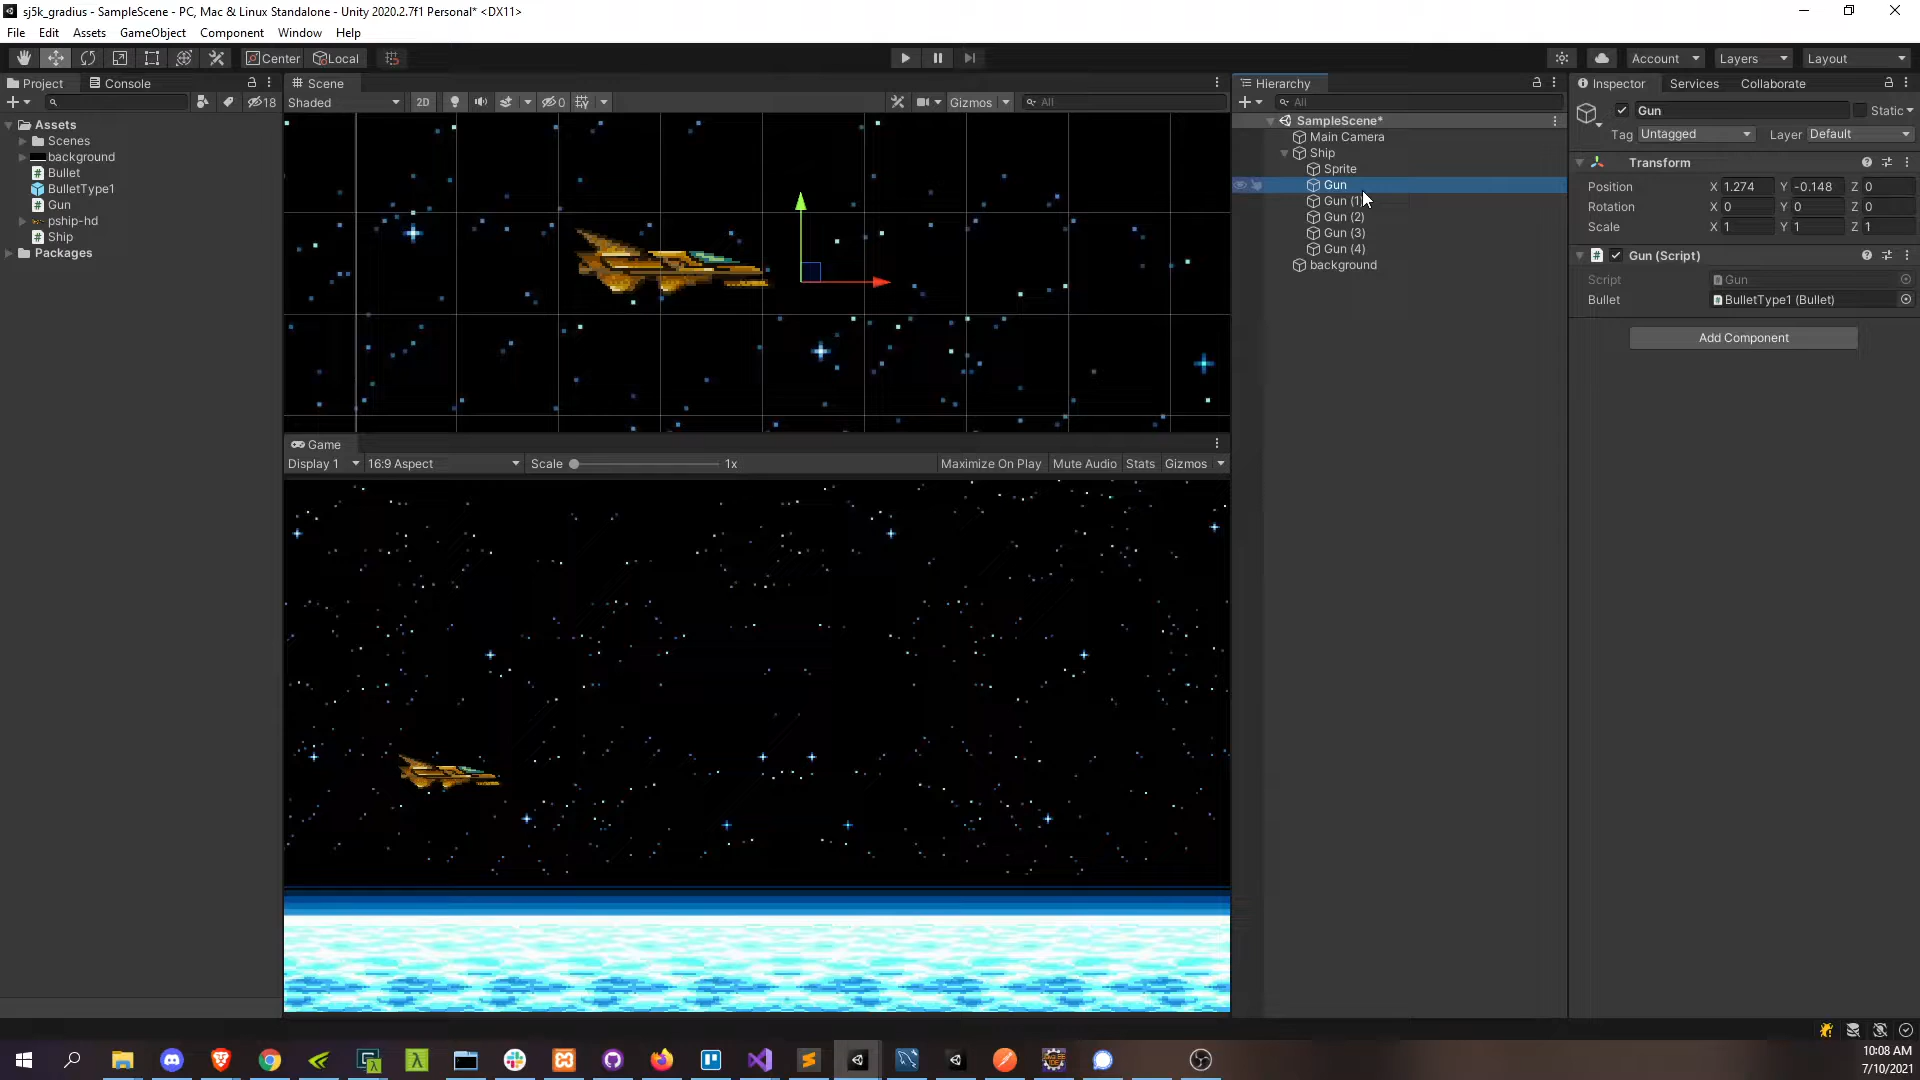 sj5k_gradius - SampleScene - PC, Mac & Linux Standalone - Unity 2020.2.7f1 Personal* <DX11>
File Edit Assets GameObject Component Window Help
Center Local Account Layers Layout
Project Console
18
Assets
Scenes
background
Bullet
BulletType1
Gun
pship-hd
Ship
Packages
Scene
Shaded 2D 0 Gizmos All
Game
Display 1 16:9 Aspect Scale 1x Maximize On Play Mute Audio Stats Gizmos
Hierarchy
All
SampleScene*
Main Camera
Ship
Sprite
Gun
Gun (1)
Gun (2)
Gun (3)
Gun (4)
background
Inspector Services Collaborate
Gun Static
Tag Untagged Layer Default
Transform
Position X 1.274 Y -0.148 Z 0
Rotation X 0 Y 0 Z 0
Scale X 1 Y 1 Z 1
Gun (Script)
Script Gun
Bullet BulletType1 (Bullet)
Add Component
10:08 AM
7/10/2021